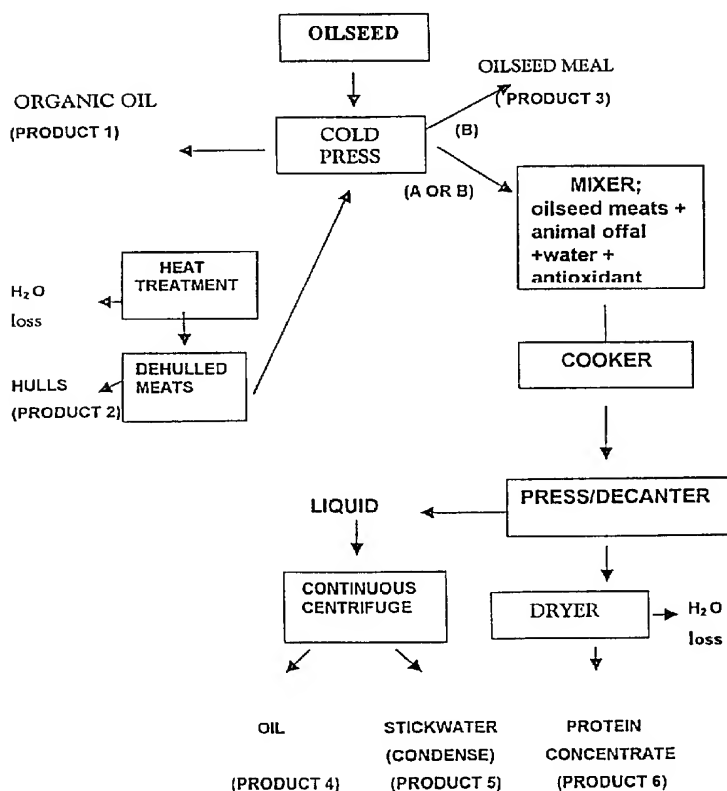 OILSEED
OILSEED MEAL
(PRODUCT 3)
ORGANIC OIL
(PRODUCT 1)
COLD
PRESS
(B)
(A OR B)
MIXER;
oilseed meats +
animal offal
+water +
antioxidant
HEAT
TREATMENT
H₂O
loss
DEHULLED
MEATS
HULLS
(PRODUCT 2)
COOKER
PRESS/DECANTER
LIQUID
CONTINUOUS
CENTRIFUGE
DRYER
H₂O
loss
OIL
(PRODUCT 4)
STICKWATER
(CONDENSE)
(PRODUCT 5)
PROTEIN
CONCENTRATE
(PRODUCT 6)